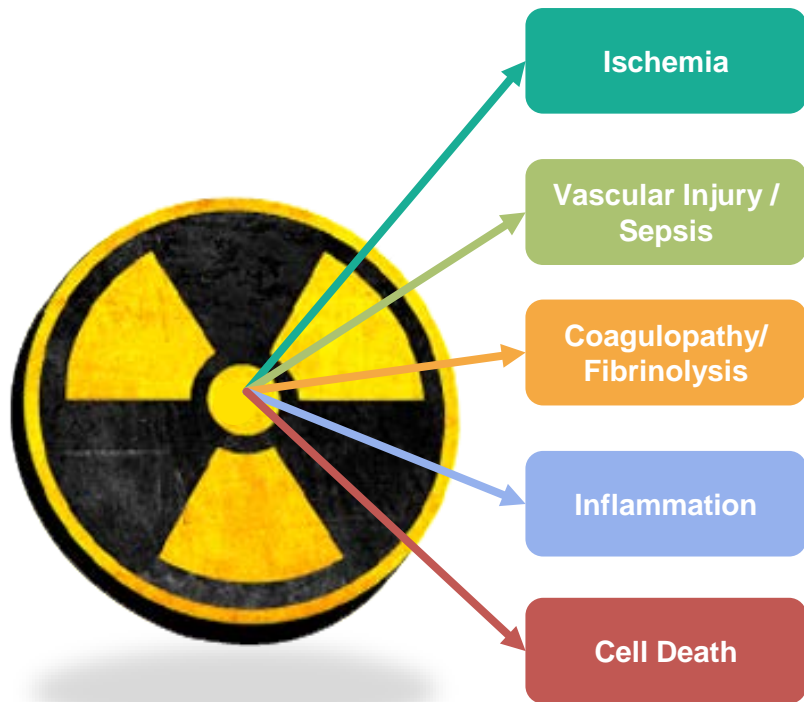 Ischemia
Vascular Injury /
Sepsis
Coagulopathy/
Fibrinolysis
Inflammation
Cell Death